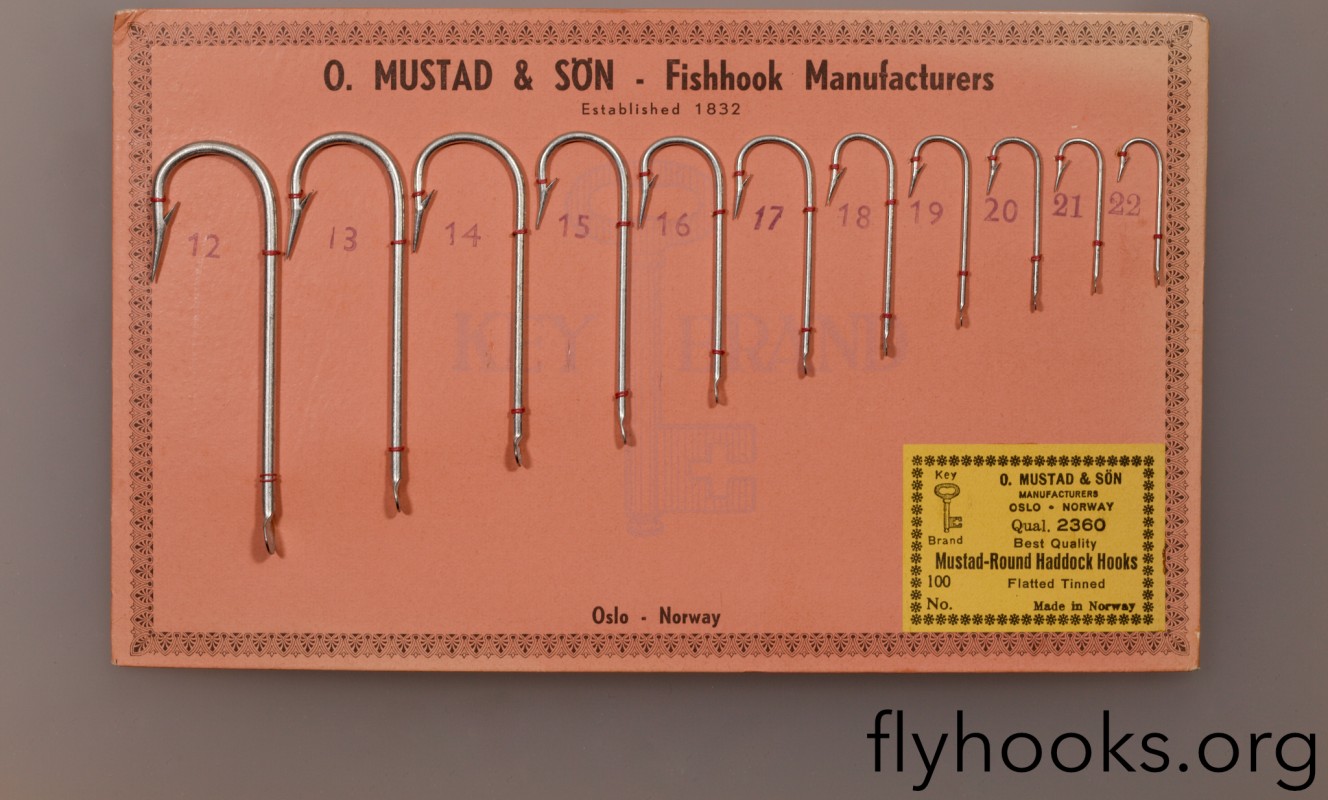 O. MUSTAD & SÖN - Fishhook Manufacturers
Established 1832
12 13 14 15 16 17 18 19 20 21 22
KEY BRAND
Key
Brand
O. MUSTAD & SÖN
MANUFACTURERS
OSLO • NORWAY
Qual. 2360
Best Quality
Mustad-Round Haddock Hooks
100 Flatted Tinned
No. Made in Norway
Oslo - Norway
flyhooks.org